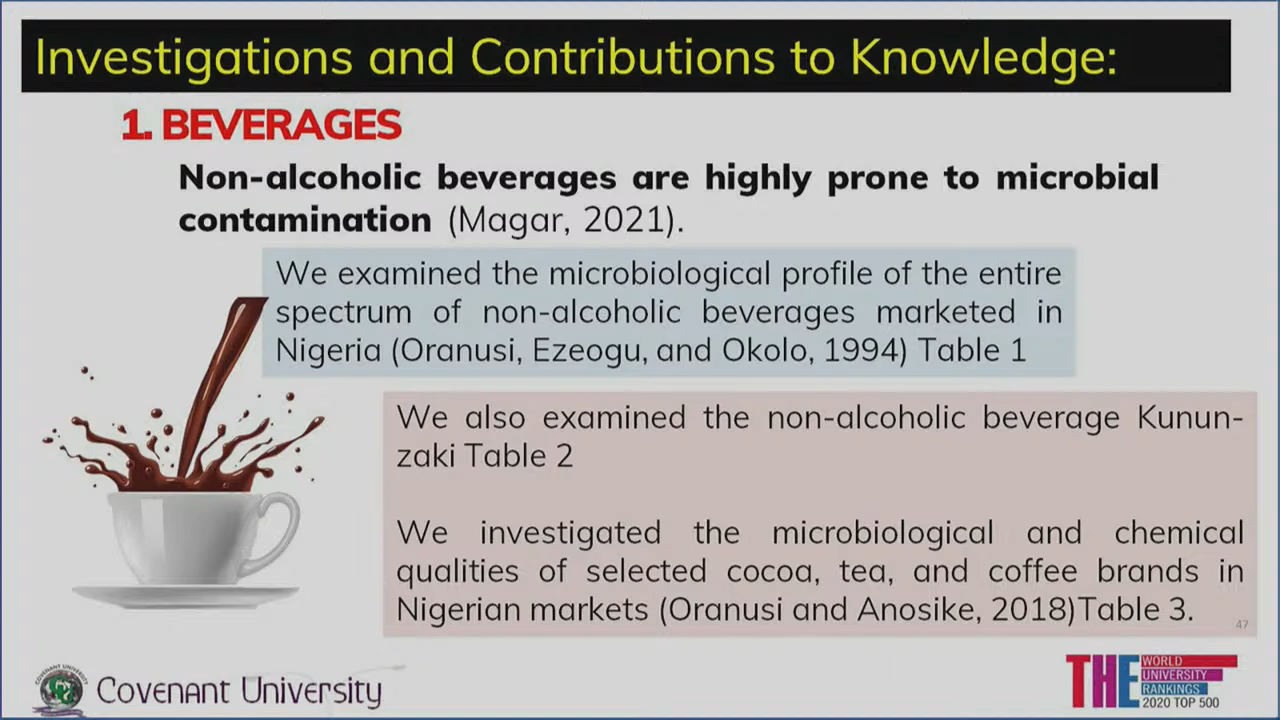 Investigations and Contributions to Knowledge:
1. BEVERAGES
Non-alcoholic beverages are highly prone to microbial
contamination (Magar, 2021).
We examined the microbiological profile of the entire
spectrum of non-alcoholic beverages marketed in
Nigeria (Oranusi, Ezeogu, and Okolo, 1994) Table 1
We also examined the non-alcoholic beverage Kunun-
zaki Table 2
We investigated the microbiological and chemical
qualities of selected cocoa, tea, and coffee brands in
Nigerian markets (Oranusi and Anosike, 2018)Table 3.
47
COVENANT UNIVERSITY
Covenant University
THE
WORLD
UNIVERSITY
RANKINGS
2020 TOP 500